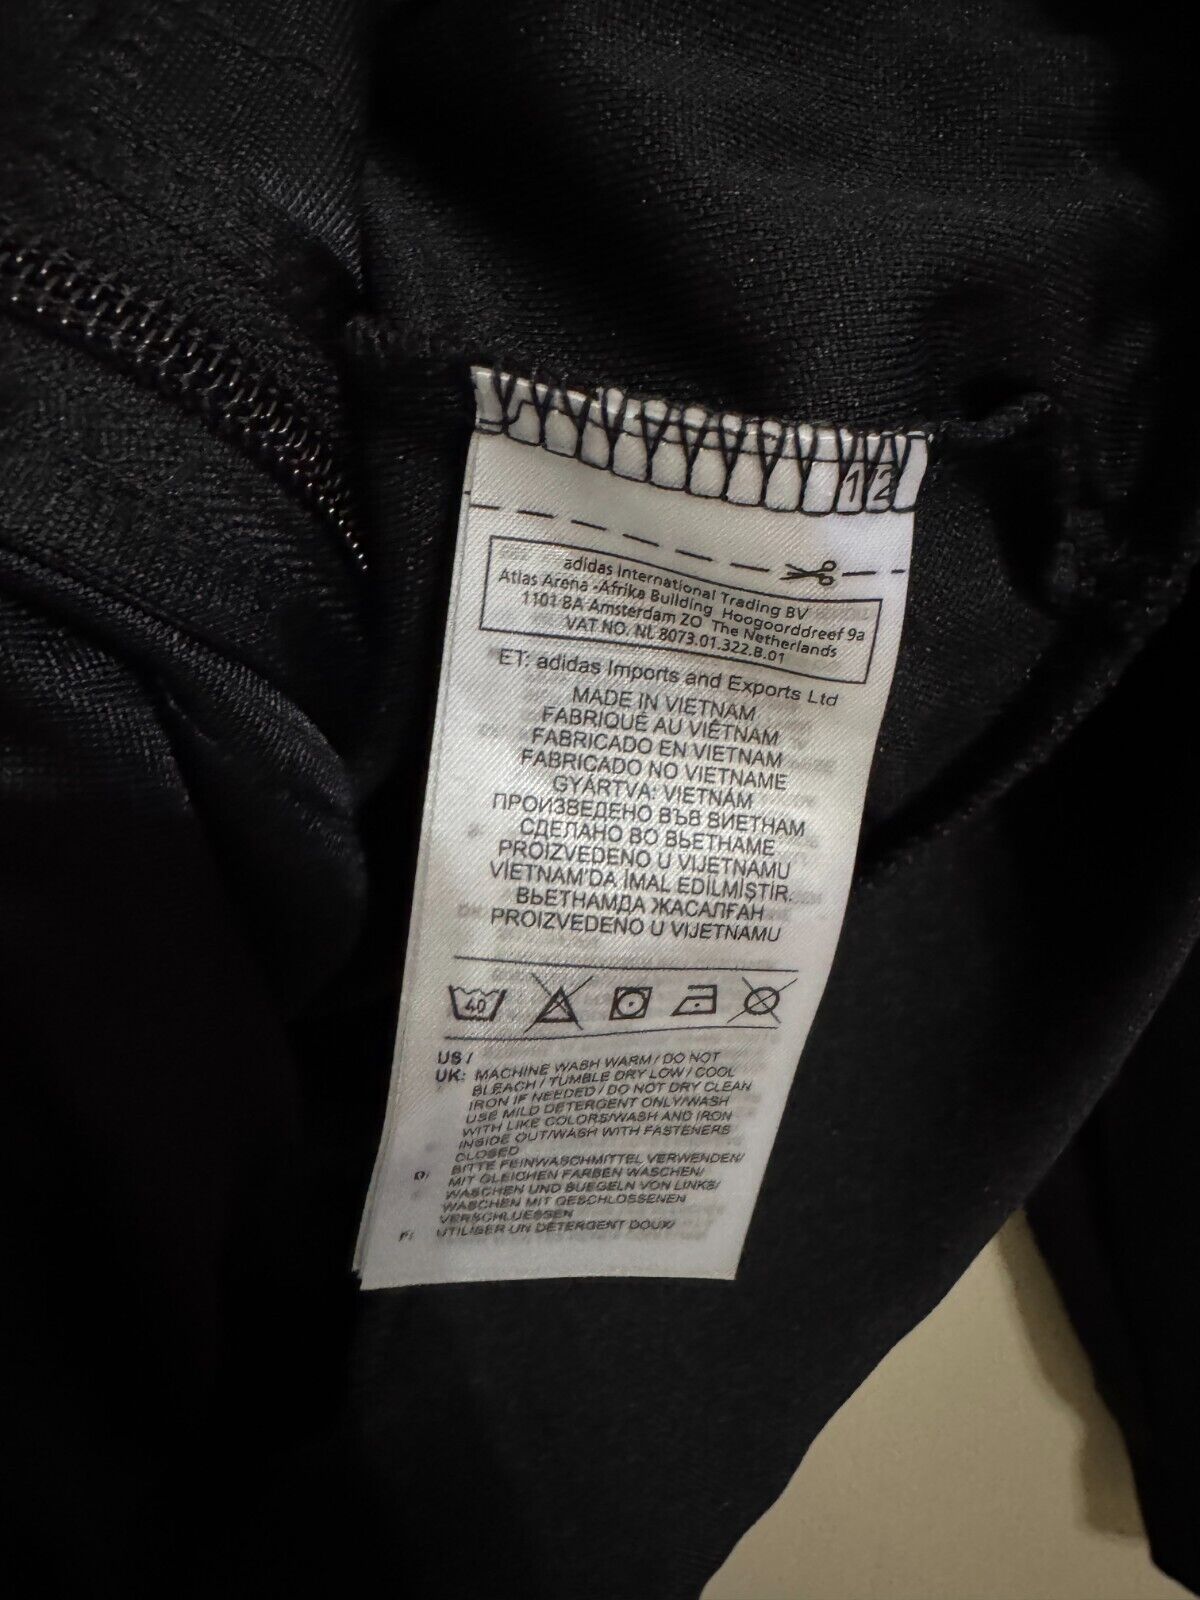 12
adidas International Trading BV
Atlas Arena -Afrika Building Hoogoorddreef 9a
1101 BA Amsterdam ZO The Netherlands
VAT NO. NL 8073.01.322.B.01
ET: adidas Imports and Exports Ltd
MADE IN VIETNAM
FABRIQUÉ AU VIÊTNAM
FABRICADO EN VIETNAM
FABRICADO NO VIETNAME
GYÁRTVA: VIETNÁM
ПРОИЗВЕДЕНО ВЪВ ВИЕТНАМ
СДЕЛАНО ВО ВЬЕТНАМЕ
PROIZVEDENO U VIJETNAMU
VIETNAM'DA İMAL EDİLMİŞTİR.
ВЬЕТНАМДА ЖАСАЛҒАН
PROIZVEDENO U VIJETNAMU
40
US /
UK: MACHINE WASH WARM / DO NOT
BLEACH / TUMBLE DRY LOW / COOL
IRON IF NEEDED / DO NOT DRY CLEAN
USE MILD DETERGENT ONLY/WASH
WITH LIKE COLORS/WASH AND IRON
INSIDE OUT/WASH WITH FASTENERS
CLOSED
D: BITTE FEINWASCHMITTEL VERWENDEN/
MIT GLEICHEN FARBEN WASCHEN/
WASCHEN UND BUEGELN VON LINKS/
WASCHEN MIT GESCHLOSSENEN
VERSCHLUESSEN
F: UTILISER UN DETERGENT DOUX/